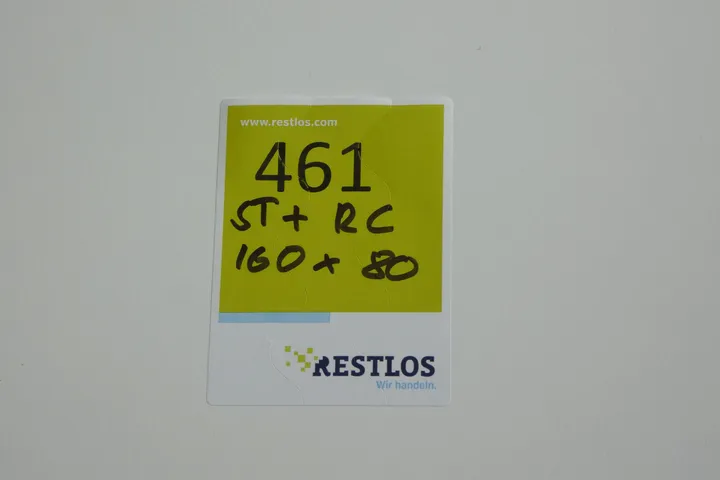 www.restlos.com
461
ST + RC
160 x 80
RESTLOS
Wir handeln.